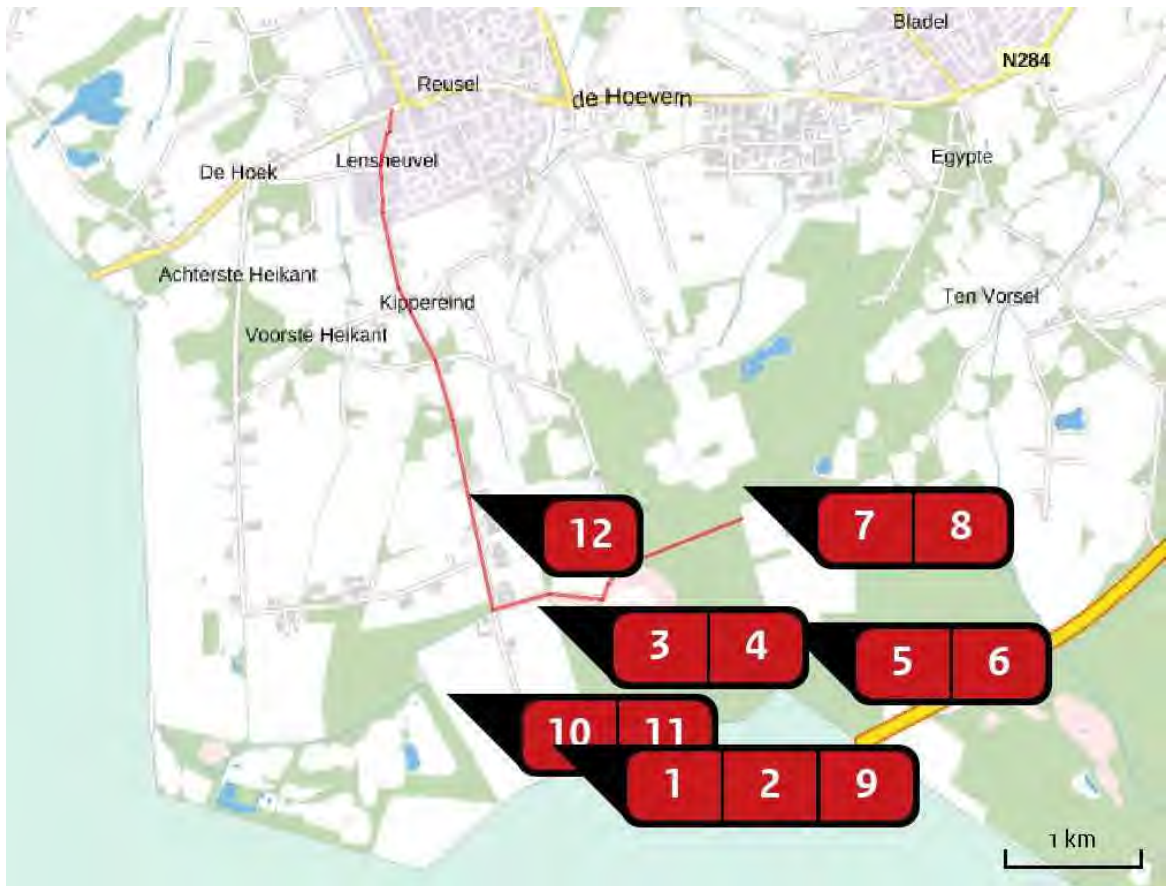 Bladel
N284
Reusel
de Hoeven
Lensheuvel
De Hoek
Egypte
Achterste Heikant
Kippereind
Ten Vorsel
Voorste Heikant
12
7 8
3 4
5 6
10 11
1 2 9
1 km